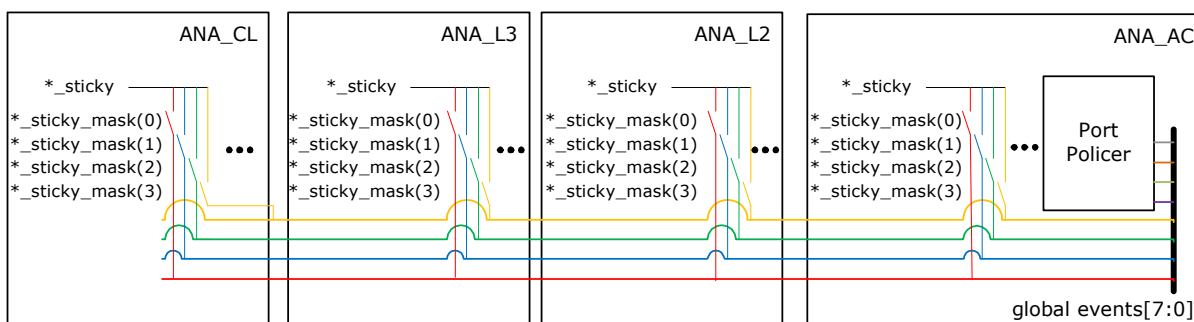 ANA_CL
*_sticky
*_sticky_mask(0)
*_sticky_mask(1)
*_sticky_mask(2)
*_sticky_mask(3)
ANA_L3
*_sticky
*_sticky_mask(0)
*_sticky_mask(1)
*_sticky_mask(2)
*_sticky_mask(3)
ANA_L2
*_sticky
*_sticky_mask(0)
*_sticky_mask(1)
*_sticky_mask(2)
*_sticky_mask(3)
ANA_AC
*_sticky
*_sticky_mask(0)
*_sticky_mask(1)
*_sticky_mask(2)
*_sticky_mask(3)
Port
Policer
global events[7:0]